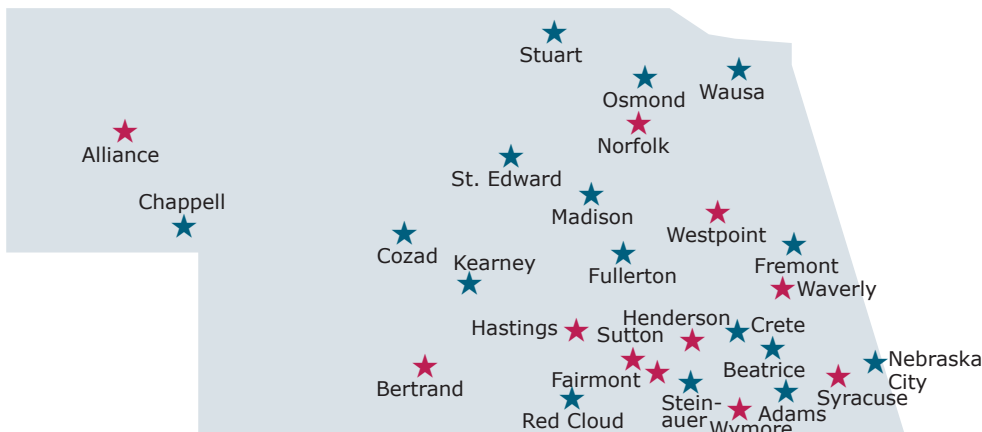 Stuart
Wausa
Osmond
Norfolk
Alliance
St. Edward
Chappell
Madison
Westpoint
Cozad
Kearney
Fullerton
Fremont
Waverly
Henderson
Crete
Hastings
Sutton
Beatrice
Nebraska
City
Bertrand
Fairmont
Syracuse
Red Cloud
Stein-
auer
Adams
Wymore